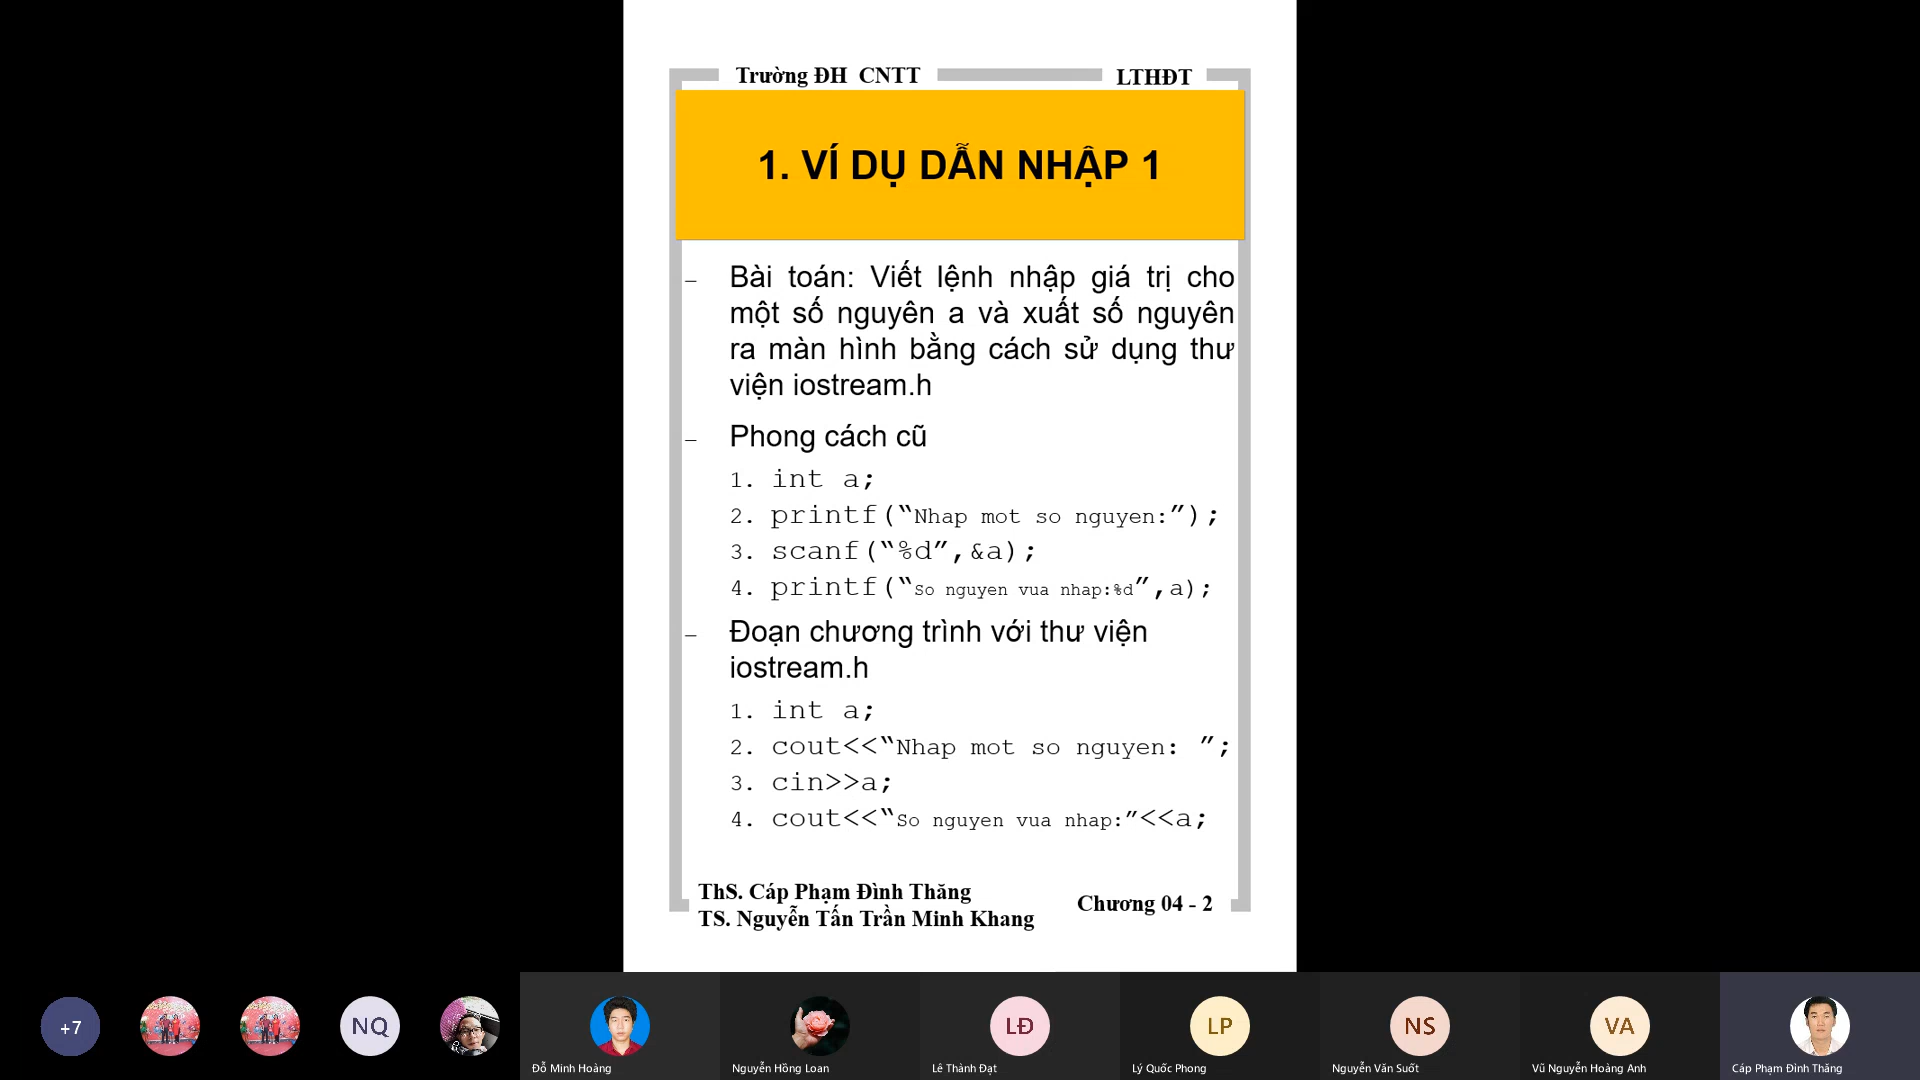 Trường ĐH CNTT
LTHĐT
1. VÍ DỤ DẪN NHẬP 1
– Bài toán: Viết lệnh nhập giá trị cho
một số nguyên a và xuất số nguyên
ra màn hình bằng cách sử dụng thư
viện iostream.h
– Phong cách cũ
1. int a;
2. printf(“Nhap mot so nguyen:”);
3. scanf(“%d”,&a);
4. printf(“So nguyen vua nhap:%d”,a);
– Đoạn chương trình với thư viện
iostream.h
1. int a;
2. cout<<“Nhap mot so nguyen: ”;
3. cin>>a;
4. cout<<“So nguyen vua nhap:”<<a;
ThS. Cáp Phạm Đình Thăng
TS. Nguyễn Tấn Trần Minh Khang
Chương 04 - 2
+7
NQ
LĐ
LP
NS
VA
Đỗ Minh Hoàng
Nguyễn Hồng Loan
Lê Thành Đạt
Lý Quốc Phong
Nguyễn Văn Suốt
Vũ Nguyễn Hoàng Anh
Cáp Phạm Đình Thăng